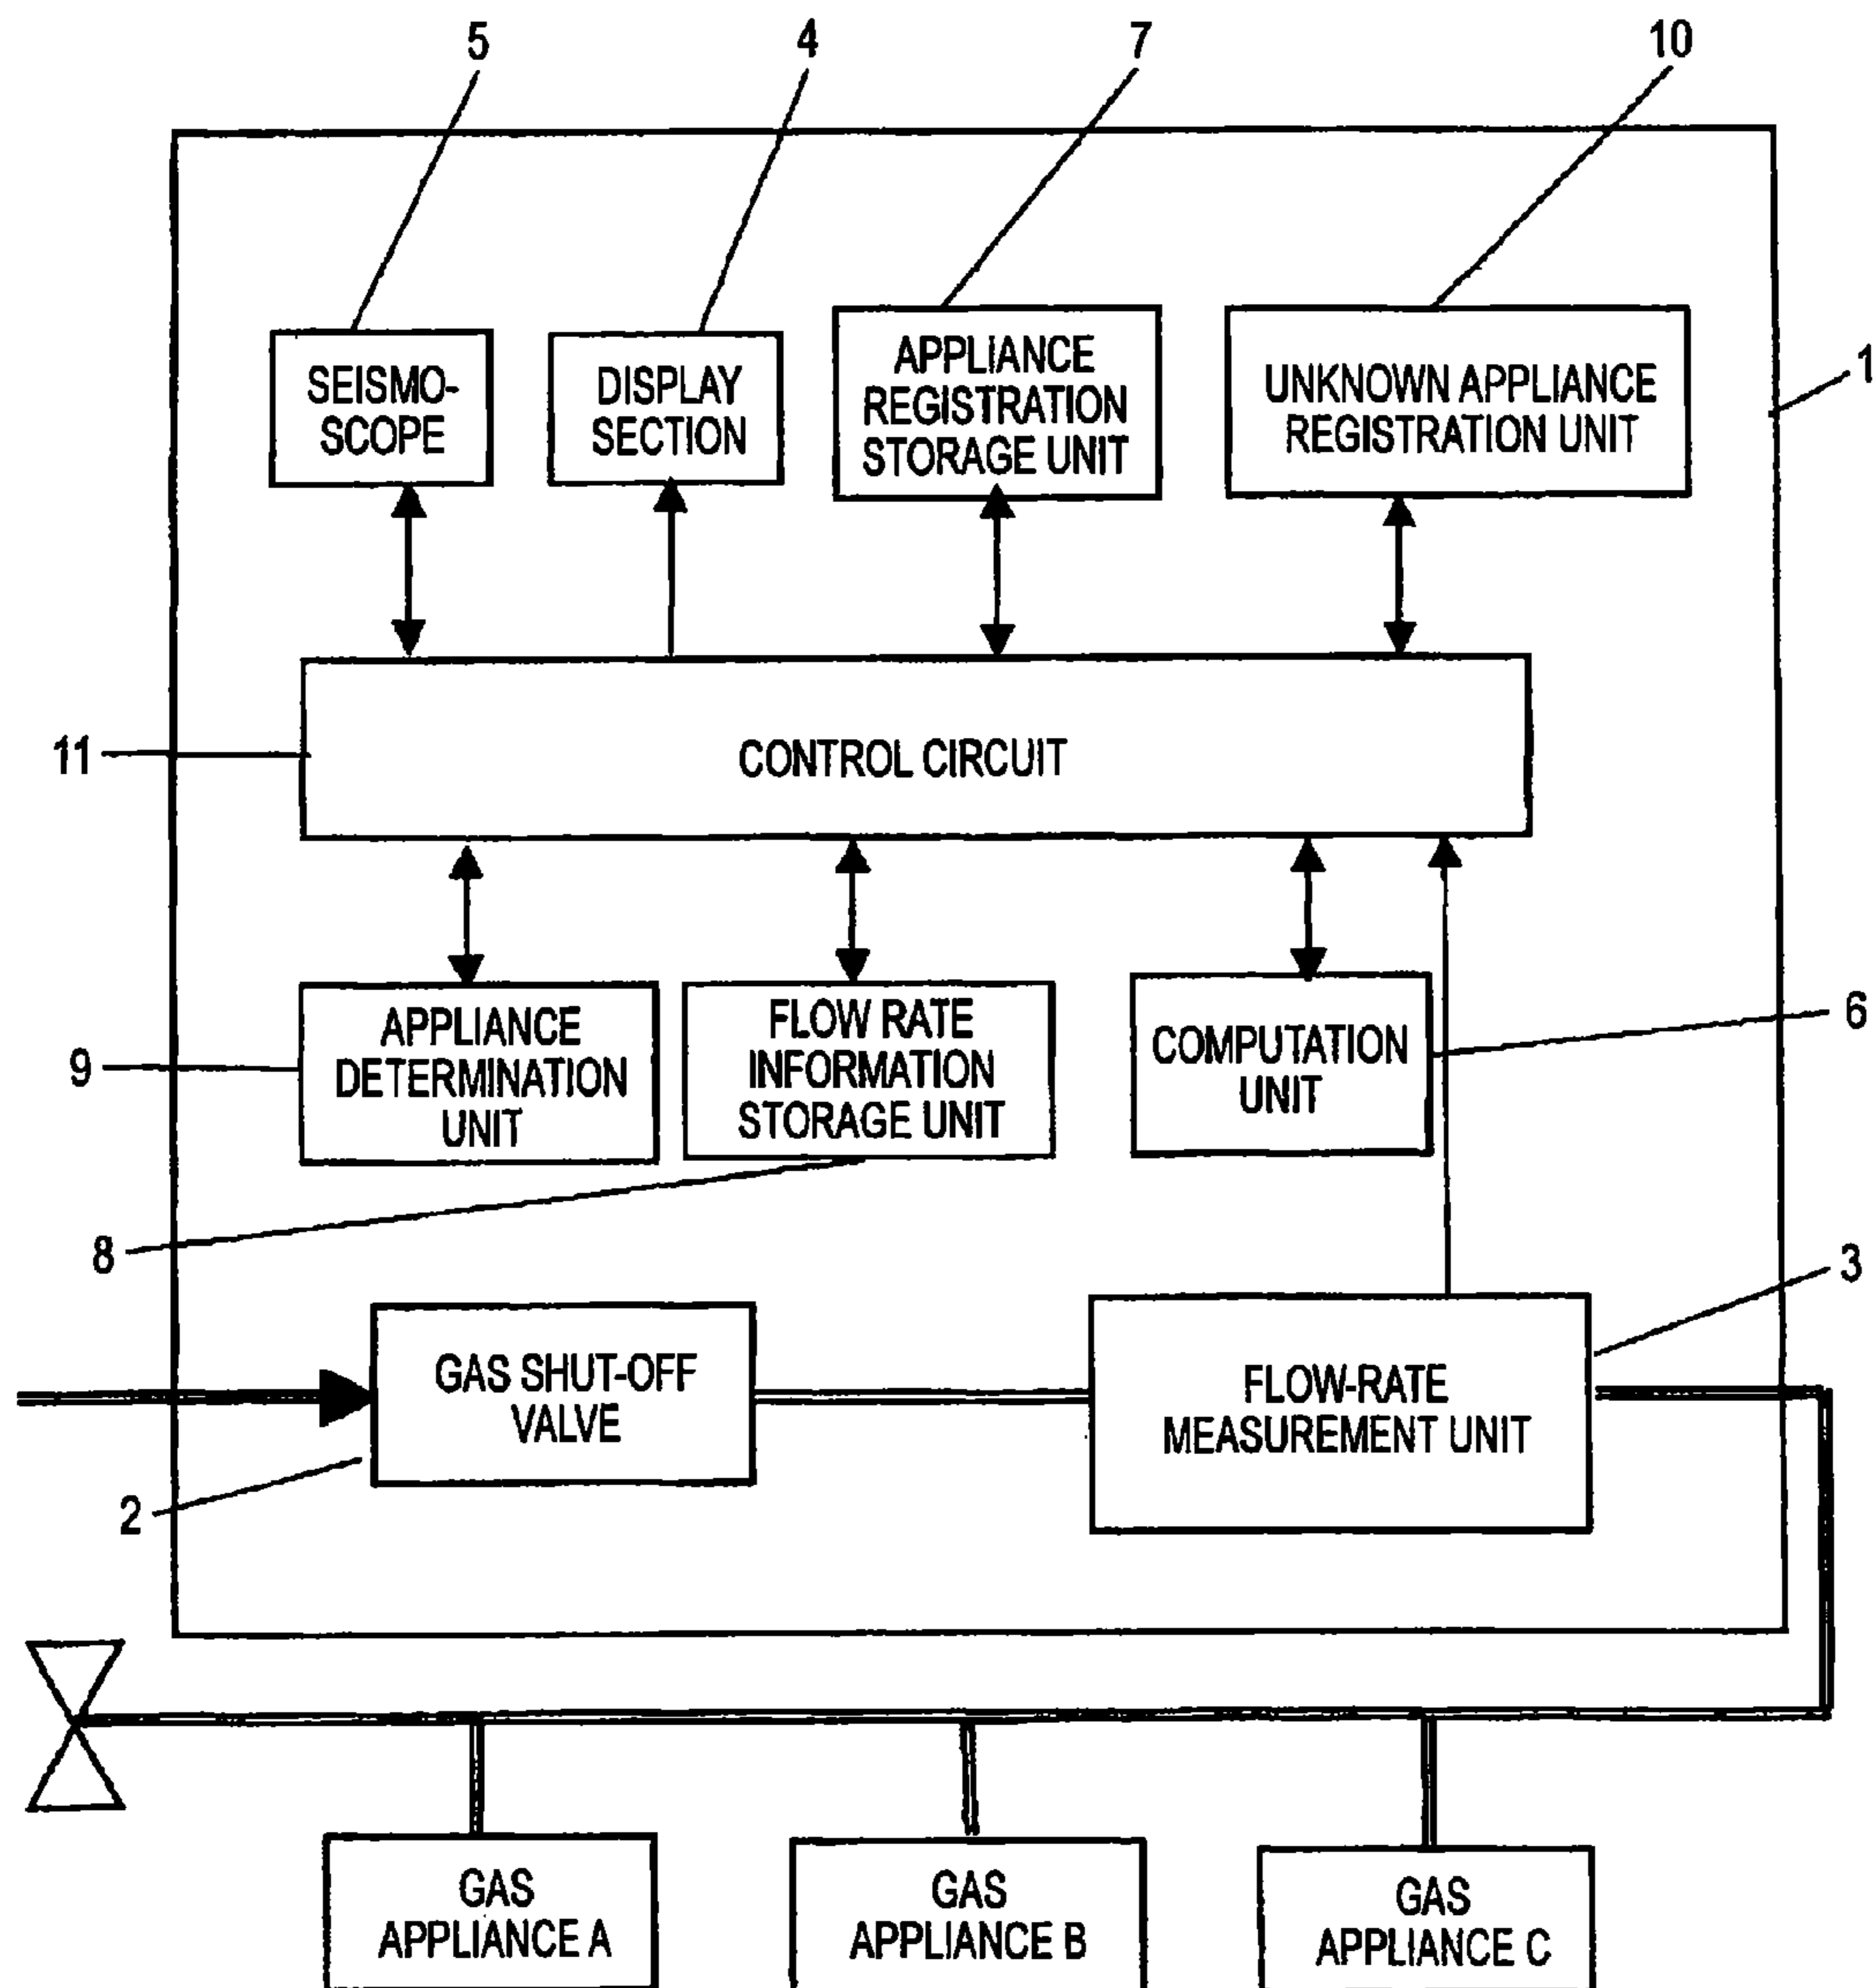 5
4
7
10
SEISMO-
SCOPE
DISPLAY
SECTION
APPLIANCE
REGISTRATION
STORAGE UNIT
UNKNOWN APPLIANCE
REGISTRATION UNIT
1
11
CONTROL CIRCUIT
9
APPLIANCE
DETERMINATION
UNIT
FLOW RATE
INFORMATION
STORAGE UNIT
COMPUTATION
UNIT
6
8
3
GAS SHUT-OFF
VALVE
FLOW-RATE
MEASUREMENT UNIT
2
GAS
APPLIANCE A
GAS
APPLIANCE B
GAS
APPLIANCE C